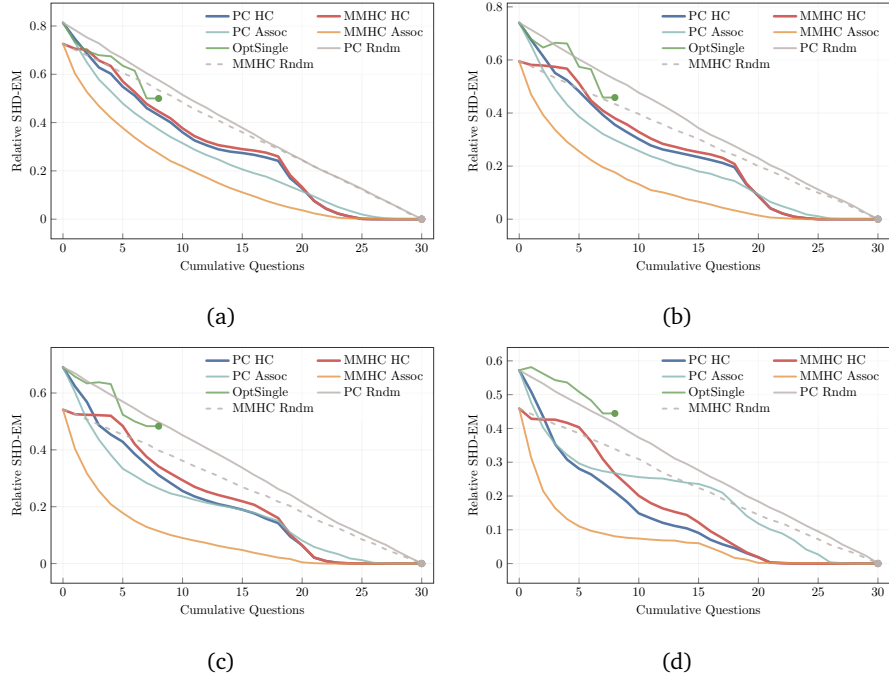 PC HC
MMHC HC
PC Assoc
MMHC Assoc
OptSingle
PC Rndm
MMHC Rndm
Relative SHD-EM
0.8
0.6
0.4
0.2
0
0 5 10 15 20 25 30
Cumulative Questions
(a)
PC HC
MMHC HC
PC Assoc
MMHC Assoc
OptSingle
PC Rndm
MMHC Rndm
Relative SHD-EM
0.8
0.6
0.4
0.2
0
0 5 10 15 20 25 30
Cumulative Questions
(b)
PC HC
MMHC HC
PC Assoc
MMHC Assoc
OptSingle
PC Rndm
MMHC Rndm
Relative SHD-EM
0.6
0.4
0.2
0
0 5 10 15 20 25 30
Cumulative Questions
(c)
PC HC
MMHC HC
PC Assoc
MMHC Assoc
OptSingle
PC Rndm
MMHC Rndm
Relative SHD-EM
0.6
0.5
0.4
0.3
0.2
0.1
0
0 5 10 15 20 25 30
Cumulative Questions
(d)